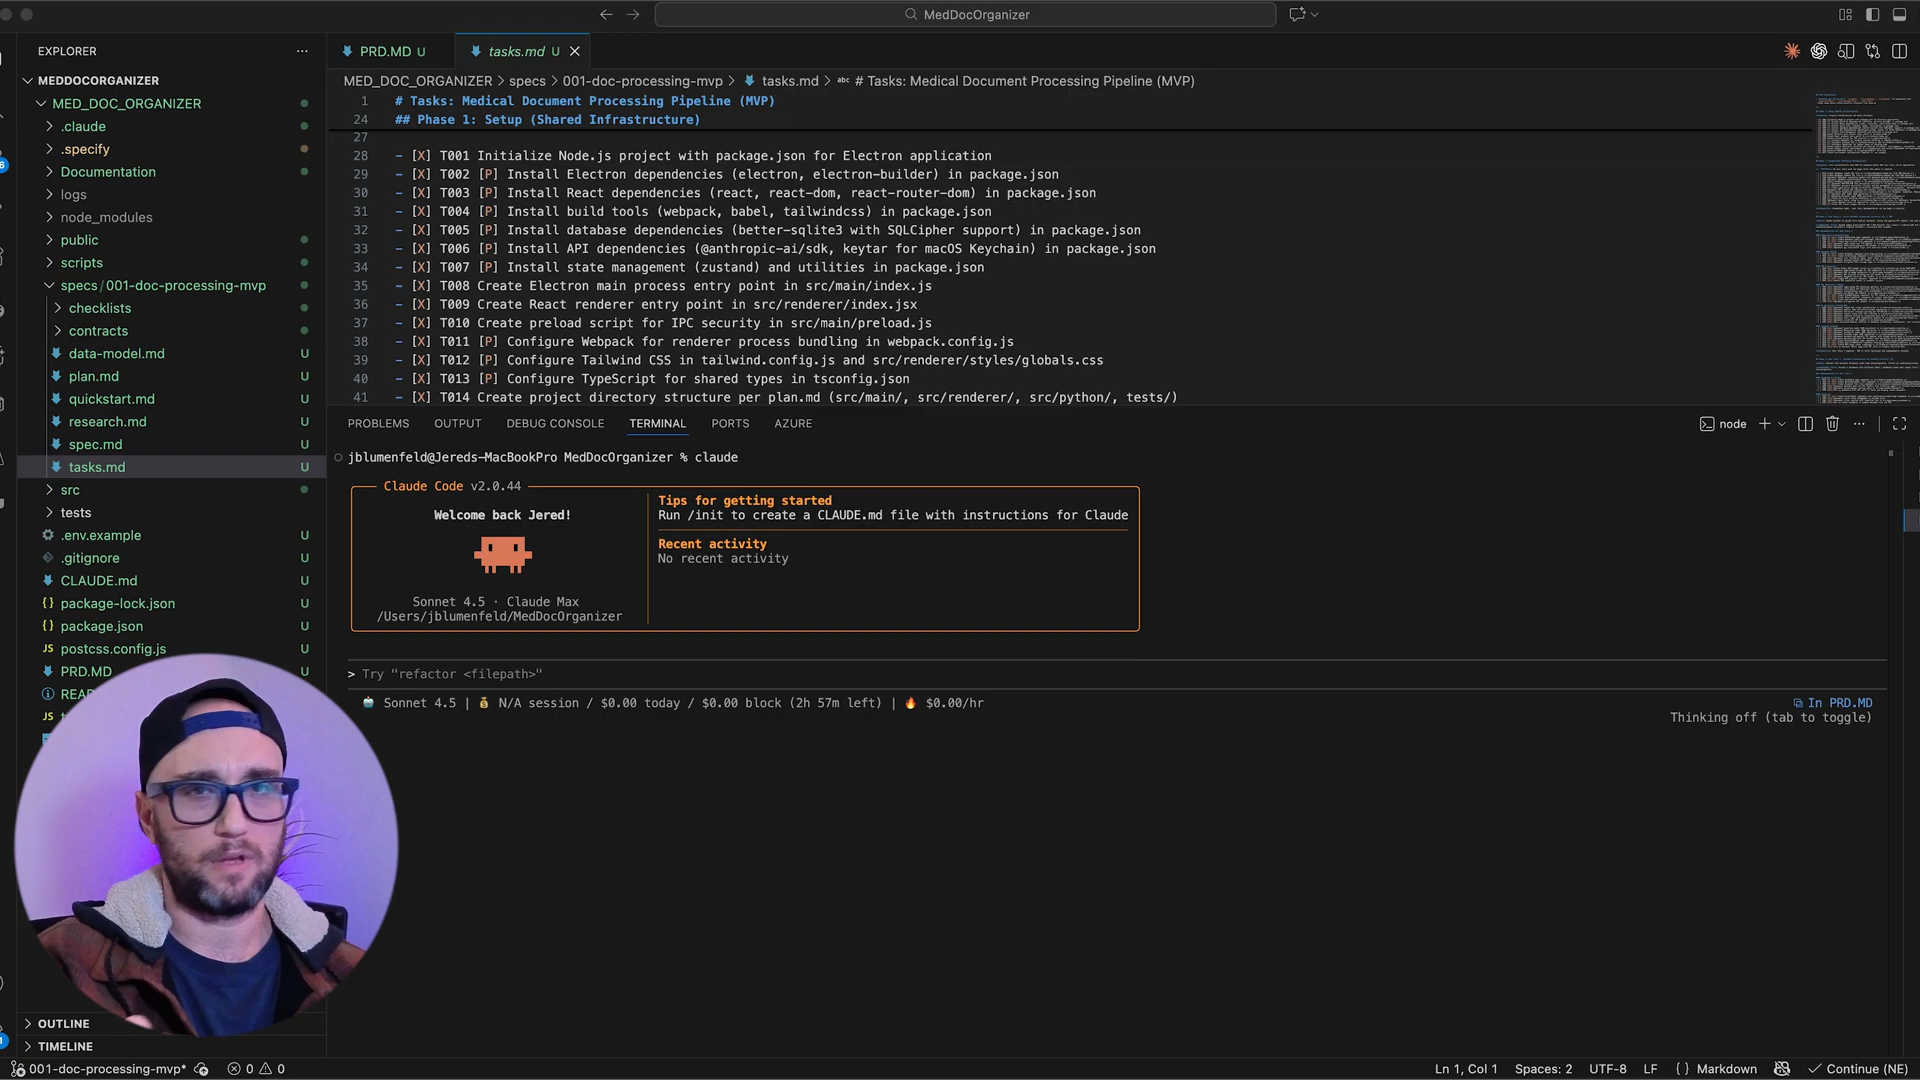 MedDocOrganizer
EXPLORER
MEDDOCORGANIZER
MED_DOC_ORGANIZER
.claude
.specify
Documentation
logs
node_modules
public
scripts
specs/001-doc-processing-mvp
checklists
contracts
data-model.md U
plan.md U
quickstart.md U
research.md U
spec.md U
tasks.md U
src
tests
.env.example U
.gitignore U
CLAUDE.md U
package-lock.json U
package.json U
postcss.config.js U
PRD.MD U
U
U
OUTLINE
TIMELINE
PRD.MD U
tasks.md U
MED_DOC_ORGANIZER > specs > 001-doc-processing-mvp > tasks.md > abc # Tasks: Medical Document Processing Pipeline (MVP)
1 # Tasks: Medical Document Processing Pipeline (MVP)
24 ## Phase 1: Setup (Shared Infrastructure)
27
28 - [X] T001 Initialize Node.js project with package.json for Electron application
29 - [X] T002 [P] Install Electron dependencies (electron, electron-builder) in package.json
30 - [X] T003 [P] Install React dependencies (react, react-dom, react-router-dom) in package.json
31 - [X] T004 [P] Install build tools (webpack, babel, tailwindcss) in package.json
32 - [X] T005 [P] Install database dependencies (better-sqlite3 with SQLCipher support) in package.json
33 - [X] T006 [P] Install API dependencies (@anthropic-ai/sdk, keytar for macOS Keychain) in package.json
34 - [X] T007 [P] Install state management (zustand) and utilities in package.json
35 - [X] T008 Create Electron main process entry point in src/main/index.js
36 - [X] T009 Create React renderer entry point in src/renderer/index.jsx
37 - [X] T010 Create preload script for IPC security in src/main/preload.js
38 - [X] T011 [P] Configure Webpack for renderer process bundling in webpack.config.js
39 - [X] T012 [P] Configure Tailwind CSS in tailwind.config.js and src/renderer/styles/globals.css
40 - [X] T013 [P] Configure TypeScript for shared types in tsconfig.json
41 - [X] T014 Create project directory structure per plan.md (src/main/, src/renderer/, src/python/, tests/)
PROBLEMS OUTPUT DEBUG CONSOLE TERMINAL PORTS AZURE
node
jblumenfeld@Jereds-MacBookPro MedDocOrganizer % claude
Claude Code v2.0.44
Welcome back Jered!
Sonnet 4.5 · Claude Max
/Users/jblumenfeld/MedDocOrganizer
Tips for getting started
Run /init to create a CLAUDE.md file with instructions for Claude
Recent activity
No recent activity
> Try "refactor <filepath>"
Sonnet 4.5 | N/A session / $0.00 today / $0.00 block (2h 57m left) | $0.00/hr
In PRD.MD
Thinking off (tab to toggle)
001-doc-processing-mvp*
0 0
Ln 1, Col 1 Spaces: 2 UTF-8 LF {} Markdown Continue (NE)